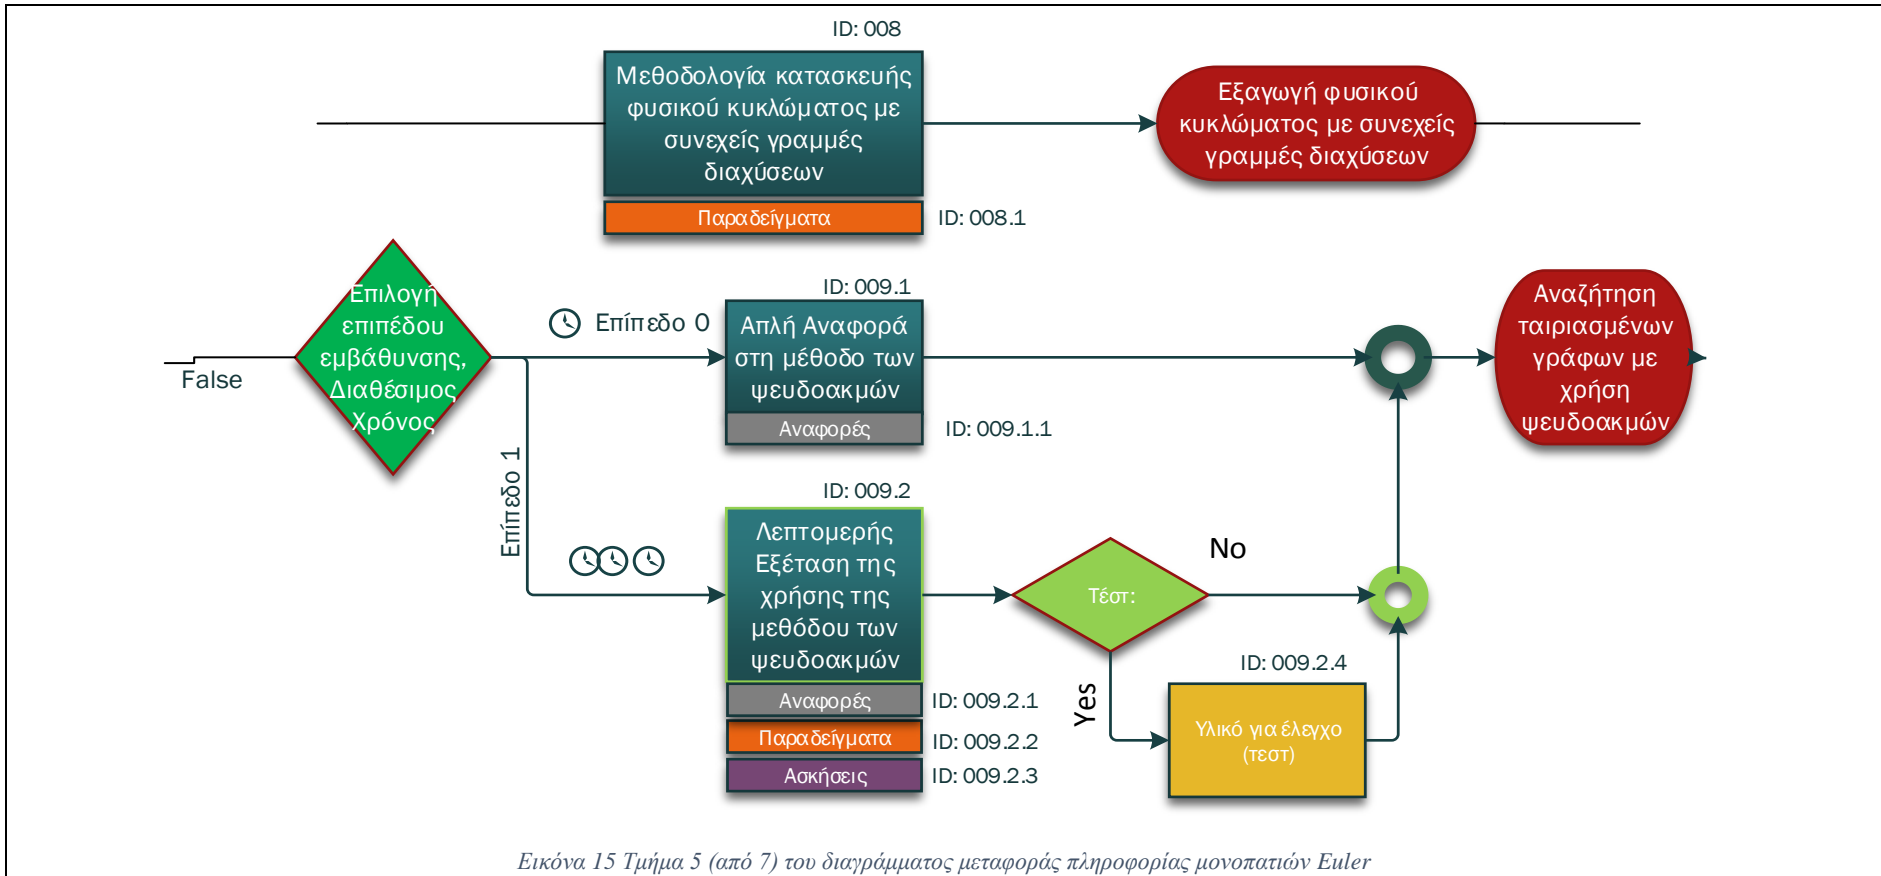 ID: 008
Μεθοδολογία κατασκευής
φυσικού κυκλώματος με
συνεχείς γραμμές
διαχύσεων
Εξαγωγή φυσικού
κυκλώματος με συνεχείς
γραμμές διαχύσεων
Παραδείγματα
ID: 008.1
False
Επιλογή
επιπέδου
εμβάθυνσης,
Διαθέσιμος
Χρόνος
Επίπεδο 0
ID: 009.1
Απλή Αναφορά
στη μέθοδο των
ψευδοακμών
Αναφορές
ID: 009.1.1
Αναζήτηση
ταιριασμένων
γράφων με
χρήση
ψευδοακμών
Επίπεδο 1
ID: 009.2
Λεπτομερής
Εξέταση της
χρήσης της
μεθόδου των
ψευδοακμών
Αναφορές
ID: 009.2.1
Παραδείγματα
ID: 009.2.2
Ασκήσεις
ID: 009.2.3
Τέστ:
No
Yes
ID: 009.2.4
Υλικό για έλεγχο
(τεστ)
Εικόνα 15 Τμήμα 5 (από 7) του διαγράμματος μεταφοράς πληροφορίας μονοπατιών Euler